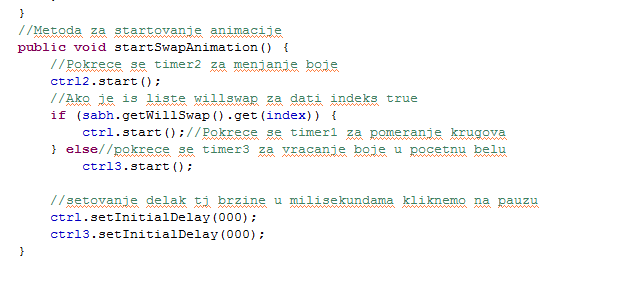 }
//Metoda za startovanje animacije
public void startSwapAnimation() {
//Pokrece se timer2 za menjanje boje
ctrl2.start();
//Ako je is liste willswap za dati indeks true
if (sabh.getWillSwap().get(index)) {
ctrl.start();//Pokrece se timer1 za pomeranje krugova
} else//pokrece se timer3 za vracanje boje u pocetnu belu
ctrl3.start();
//setovanje delak tj brzine u milisekundama kliknemo na pauzu
ctrl.setInitialDelay(000);
ctrl3.setInitialDelay(000);
}